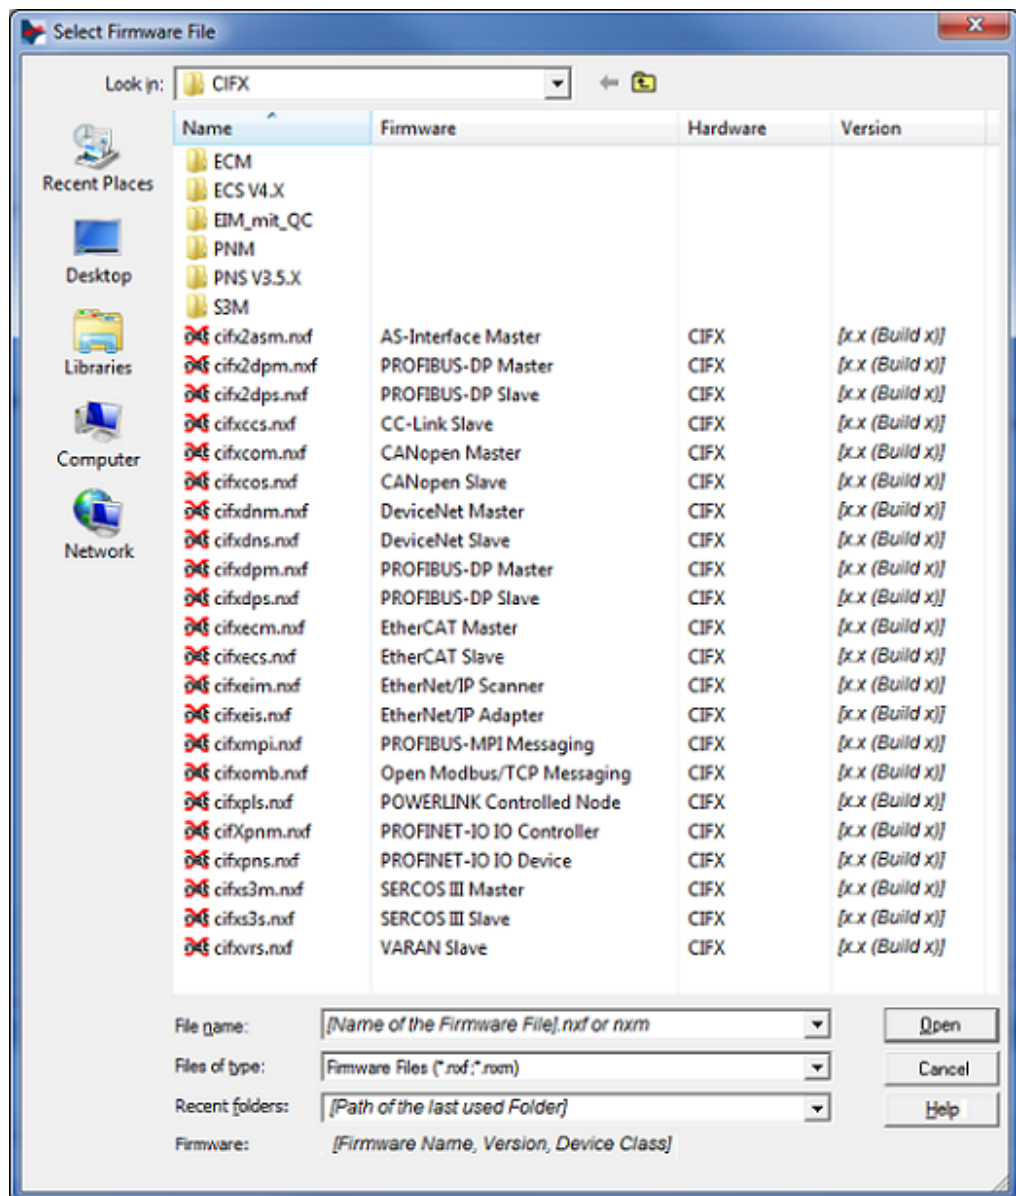 Select Firmware File
Look in: CIFX
Name Firmware Hardware Version
ECM
ECS V4.X
EIM_mit_QC
PNM
PNS V3.5.X
S3M
cifx2asm.nxf AS-Interface Master CIFX [x.x (Build x)]
cifx2dpm.nxf PROFIBUS-DP Master CIFX [x.x (Build x)]
cifx2dps.nxf PROFIBUS-DP Slave CIFX [x.x (Build x)]
cifxccs.nxf CC-Link Slave CIFX [x.x (Build x)]
cifxcom.nxf CANopen Master CIFX [x.x (Build x)]
cifxcos.nxf CANopen Slave CIFX [x.x (Build x)]
cifxdnm.nxf DeviceNet Master CIFX [x.x (Build x)]
cifxdns.nxf DeviceNet Slave CIFX [x.x (Build x)]
cifxdpm.nxf PROFIBUS-DP Master CIFX [x.x (Build x)]
cifxdps.nxf PROFIBUS-DP Slave CIFX [x.x (Build x)]
cifxecm.nxf EtherCAT Master CIFX [x.x (Build x)]
cifxecs.nxf EtherCAT Slave CIFX [x.x (Build x)]
cifxeim.nxf EtherNet/IP Scanner CIFX [x.x (Build x)]
cifxeis.nxf EtherNet/IP Adapter CIFX [x.x (Build x)]
cifxmpi.nxf PROFIBUS-MPI Messaging CIFX [x.x (Build x)]
cifxomb.nxf Open Modbus/TCP Messaging CIFX [x.x (Build x)]
cifxpls.nxf POWERLINK Controlled Node CIFX [x.x (Build x)]
cifXpnm.nxf PROFINET-IO IO Controller CIFX [x.x (Build x)]
cifxpns.nxf PROFINET-IO IO Device CIFX [x.x (Build x)]
cifxs3m.nxf SERCOS III Master CIFX [x.x (Build x)]
cifxs3s.nxf SERCOS III Slave CIFX [x.x (Build x)]
cifxvrs.nxf VARAN Slave CIFX [x.x (Build x)]
Recent Places
Desktop
Libraries
Computer
Network
File name: [Name of the Firmware File].nxf or nxm Open
Files of type: Firmware Files (*.nxf;*.nxm) Cancel
Recent folders: [Path of the last used Folder] Help
Firmware: [Firmware Name, Version, Device Class]